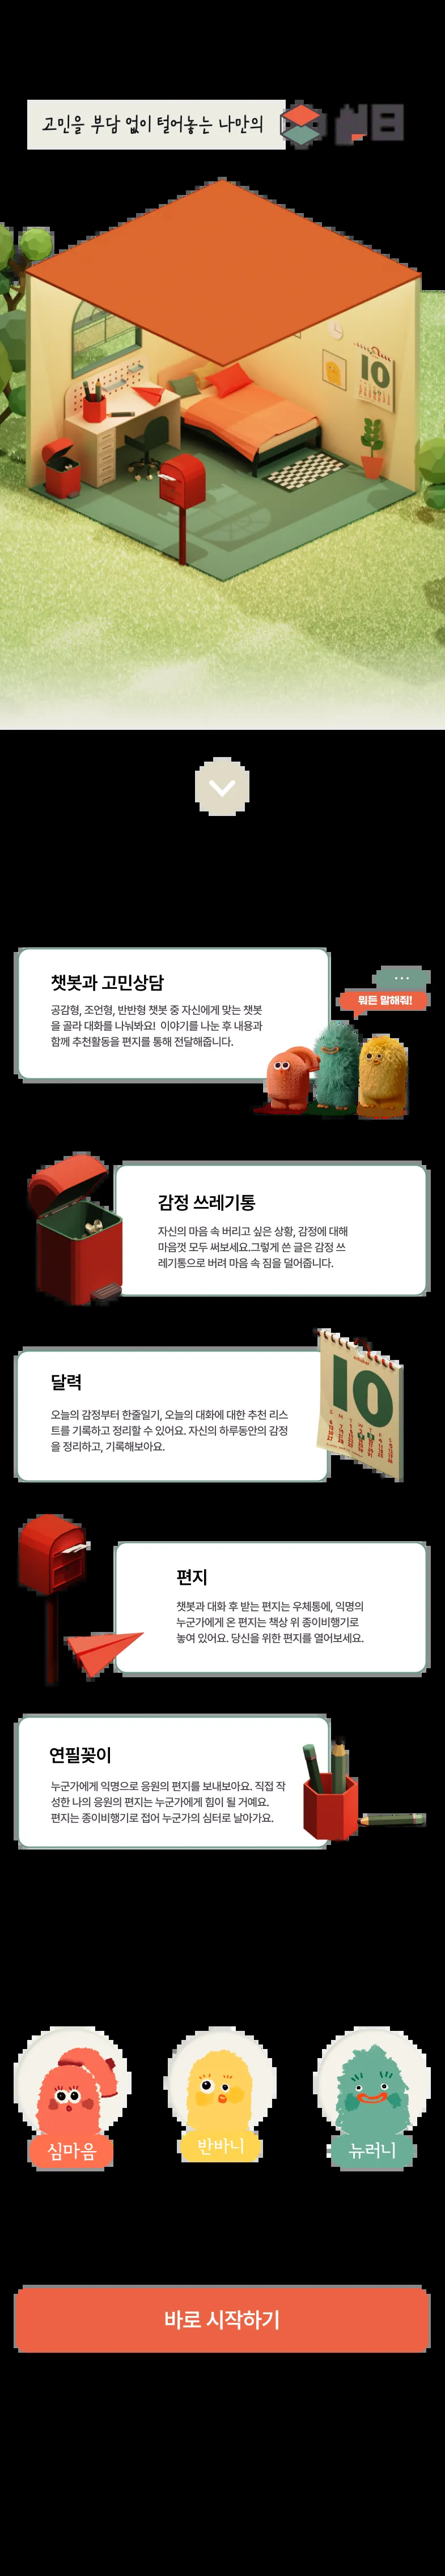 고민을 부담 없이 털어놓는 나만의
10
챗봇과 고민상담
공감형, 조언형, 반반형 챗봇 중 자신에게 맞는 챗봇
을 골라 대화를 나눠봐요! 이야기를 나눈 후 내용과
함께 추천활동을 편지를 통해 전달해줍니다.
...
뭐든 말해줘!
감정 쓰레기통
자신의 마음 속 버리고 싶은 상황, 감정에 대해
마음껏 모두 써보세요.그렇게 쓴 글은 감정 쓰
레기통으로 버려 마음 속 짐을 덜어줍니다.
달력
오늘의 감정부터 한줄일기, 오늘의 대화에 대한 추천 리스
트를 기록하고 정리할 수 있어요. 자신의 하루동안의 감정
을 정리하고, 기록해보아요.
october
10
편지
챗봇과 대화 후 받는 편지는 우체통에, 익명의
누군가에게 온 편지는 책상 위 종이비행기로
놓여 있어요. 당신을 위한 편지를 열어보세요.
연필꽂이
누군가에게 익명으로 응원의 편지를 보내보아요. 직접 작
성한 나의 응원의 편지는 누군가에게 힘이 될 거예요.
편지는 종이비행기로 접어 누군가의 심터로 날아가요.
심마음
반바니
뉴러니
바로 시작하기